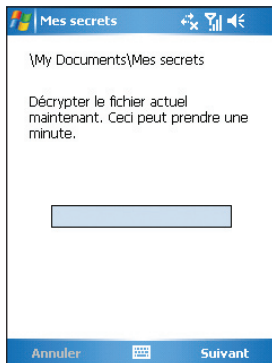 Mes secrets
\My Documents\Mes secrets
Décrypter le fichier actuel
maintenant. Ceci peut prendre une
minute.
Annuler Suivant